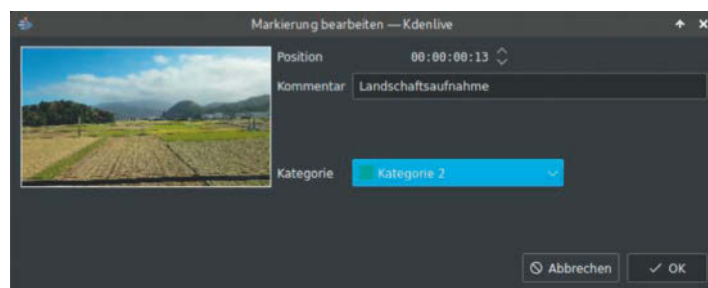 Markierung bearbeiten — Kdenlive
Position 00:00:00:13
Kommentar Landschaftsaufnahme
Kategorie Kategorie 2
Abbrechen OK